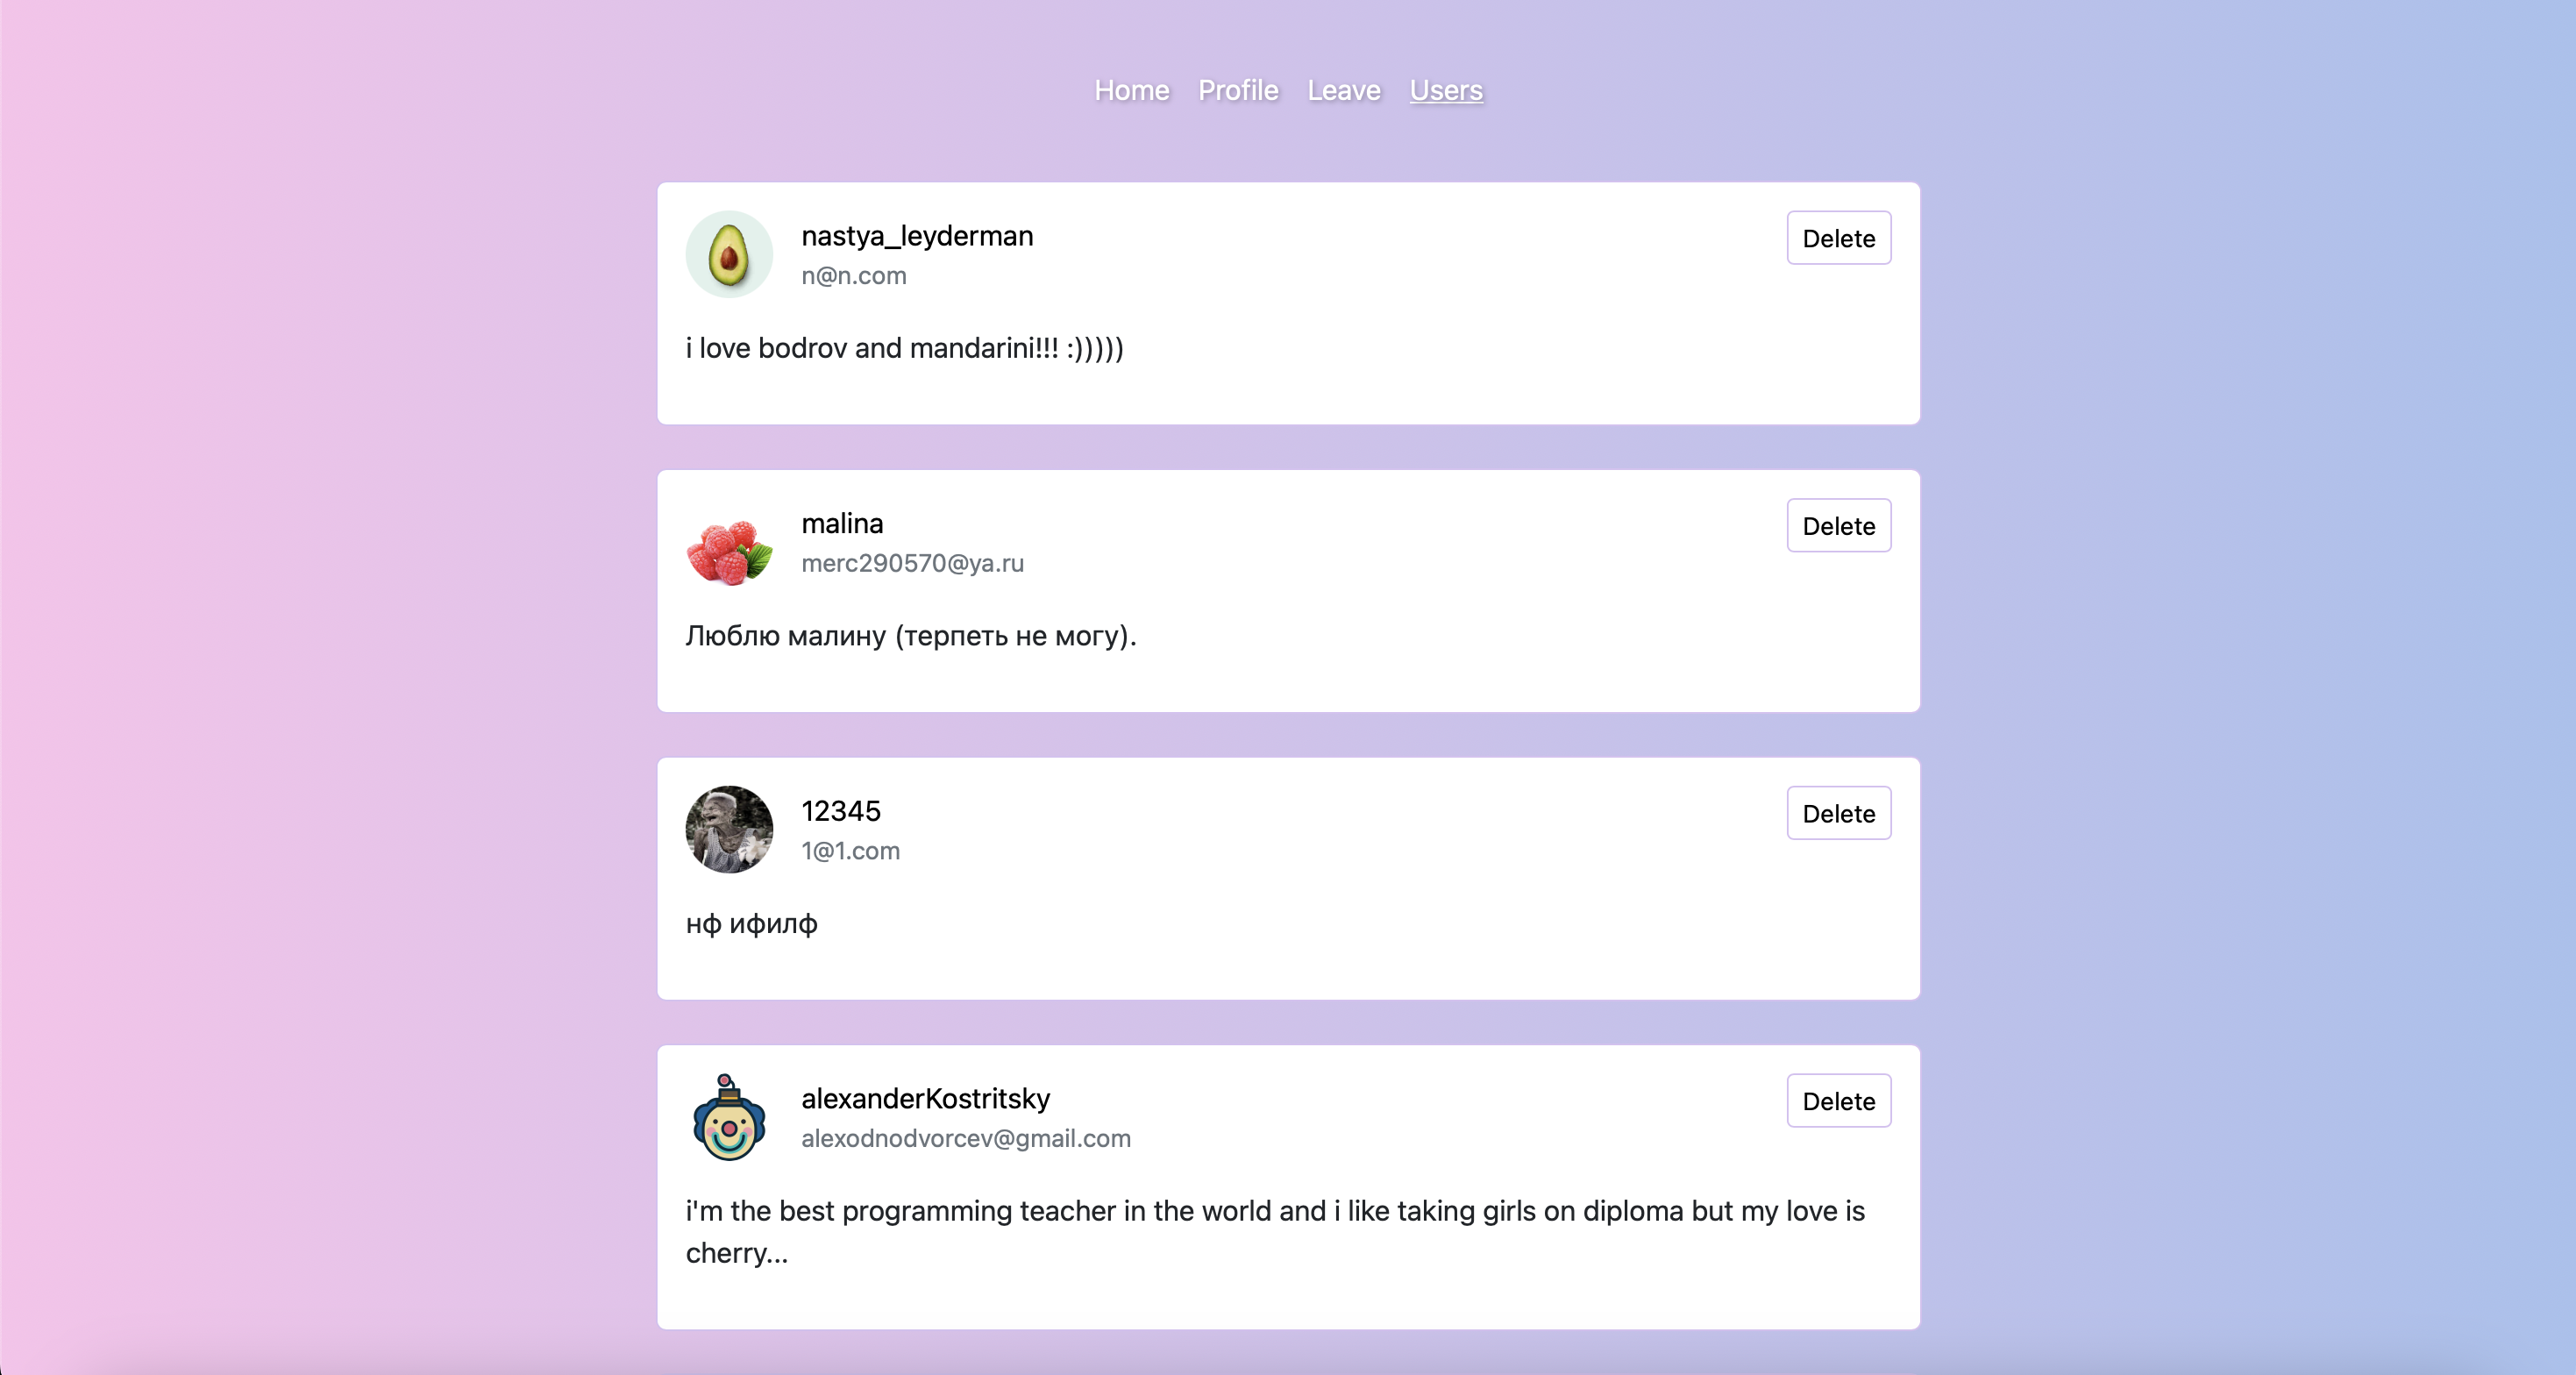 Home Profile Leave Users
nastya_leyderman
Delete
n@n.com
i love bodrov and mandarini!!! :)))))
malina
Delete
merc290570@ya.ru
Люблю малину (терпеть не могу).
12345
Delete
1@1.com
нф ифилф
alexanderKostritsky
Delete
alexodnodvorcev@gmail.com
i'm the best programming teacher in the world and i like taking girls on diploma but my love is
cherry...